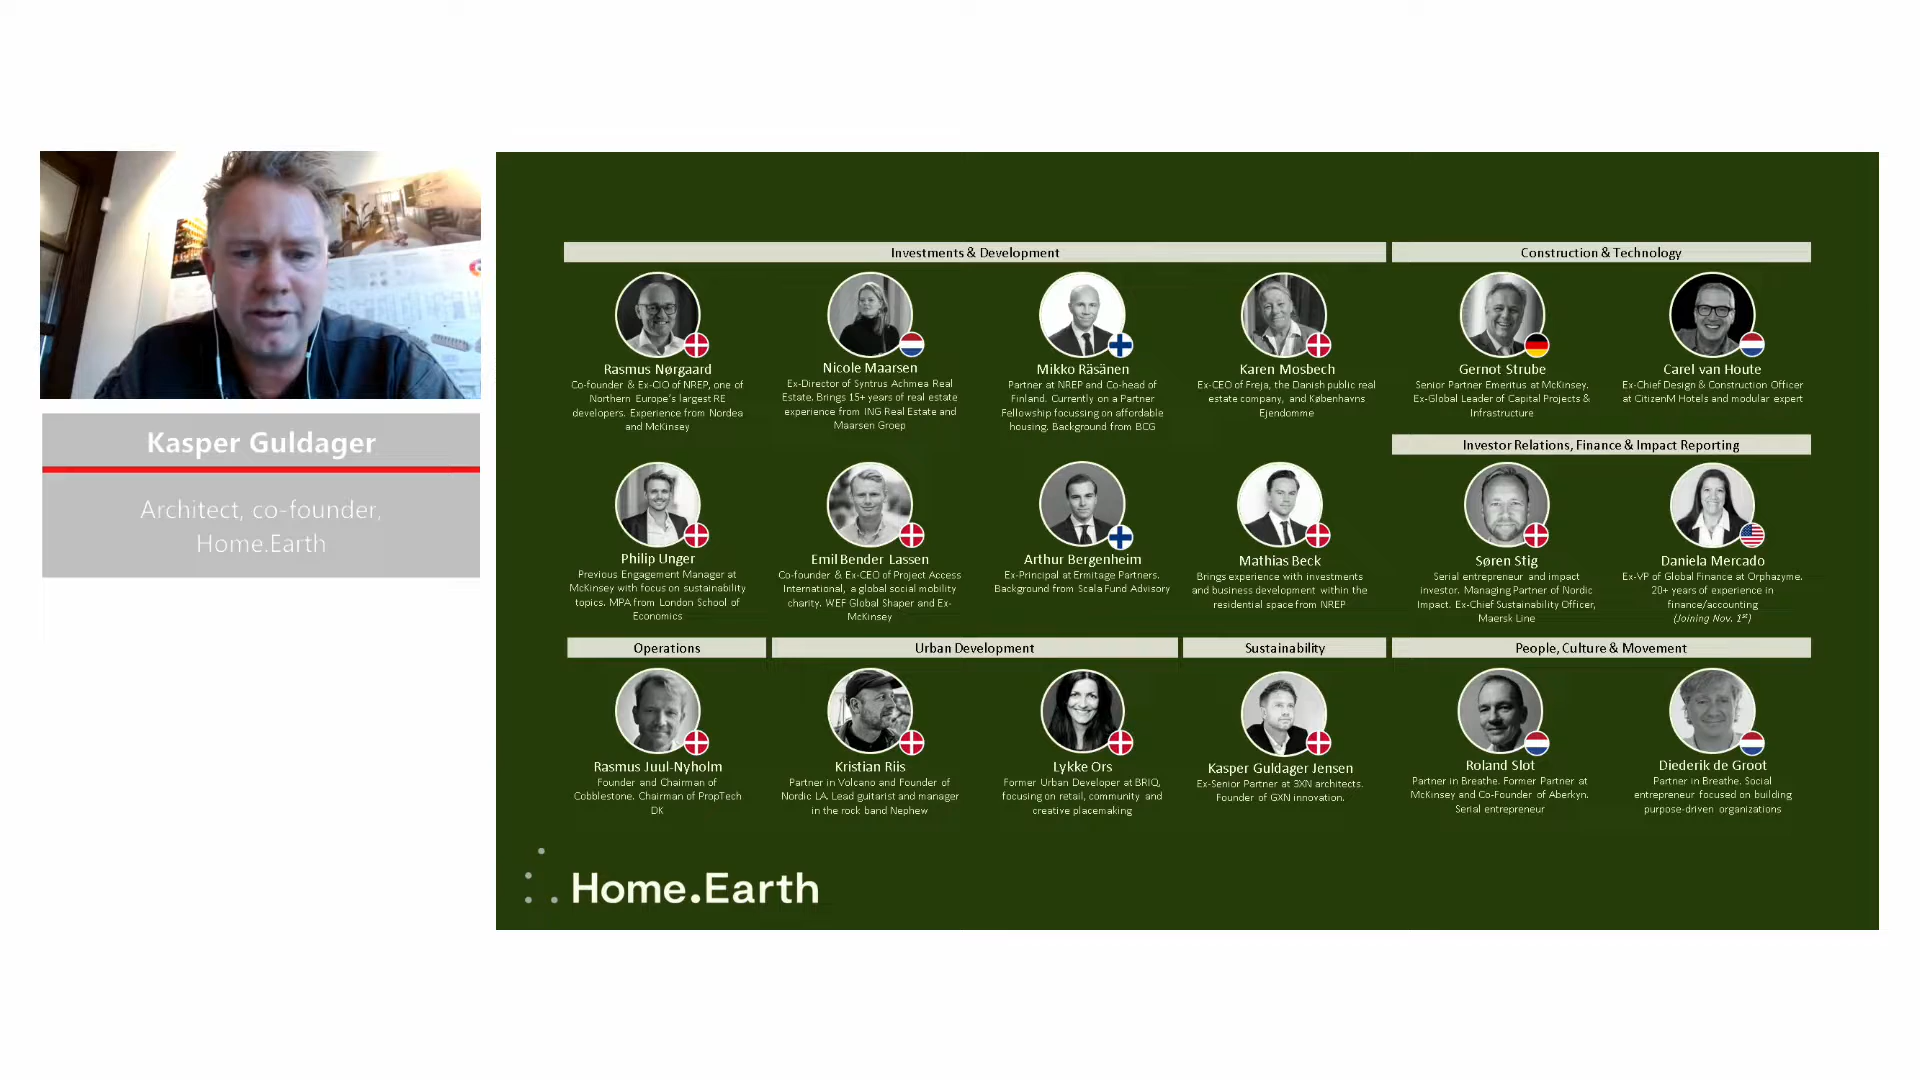 Kasper Guldager
Architect, co-founder,
Home.Earth
Investments & Development
Rasmus Nørgaard
Co-founder & Ex-CIO of NREP, one of
Northern Europe's largest RE
developers. Experience from Nordea
and McKinsey
Nicole Maarsen
Ex-Director of Syntrus Achmea Real
Estate. Brings 15+ years of real estate
experience from ING Real Estate and
Maarsen Groep
Mikko Räsänen
Partner at NREP and Co-head of
Finland. Currently on a Partner
Fellowship focussing on affordable
housing. Background from BCG
Karen Mosbech
Ex-CEO of Freja, the Danish public real
estate company, and Københavns
Ejendomme
Construction & Technology
Gernot Strube
Senior Partner Emeritus at McKinsey.
Ex-Global Leader of Capital Projects &
Infrastructure
Carel van Houte
Ex-Chief Design & Construction Officer
at CitizenM Hotels and modular expert
Philip Unger
Previous Engagement Manager at
McKinsey with focus on sustainability
topics. MPA from London School of
Economics
Emil Bender Lassen
Co-founder & Ex-CEO of Project Access
International, a global social mobility
charity. WEF Global Shaper and Ex-
McKinsey
Arthur Bergenheim
Ex-Principal at Ermitage Partners.
Background from Scala Fund Advisory
Mathias Beck
Brings experience with investments
and business development within the
residential space from NREP
Investor Relations, Finance & Impact Reporting
Søren Stig
Serial entrepreneur and impact
investor. Managing Partner of Nordic
Impact. Ex-Chief Sustainability Officer,
Maersk Line
Daniela Mercado
Ex-VP of Global Finance at Orphazyme.
20+ years of experience in
finance/accounting
(Joining Nov. 1st)
Operations
Rasmus Juul-Nyholm
Founder and Chairman of
Cobblestone. Chairman of PropTech
DK
Urban Development
Kristian Riis
Partner in Volcano and Founder of
Nordic LA. Lead guitarist and manager
in the rock band Nephew
Lykke Ors
Former Urban Developer at BRIQ,
focusing on retail, community and
creative placemaking
Sustainability
Kasper Guldager Jensen
Ex-Senior Partner at 3XN architects.
Founder of GXN innovation.
People, Culture & Movement
Roland Slot
Partner in Breathe. Former Partner at
McKinsey and Co-Founder of Aberkyn.
Serial entrepreneur
Diederik de Groot
Partner in Breathe. Social
entrepreneur focused on building
purpose-driven organizations
Home.Earth